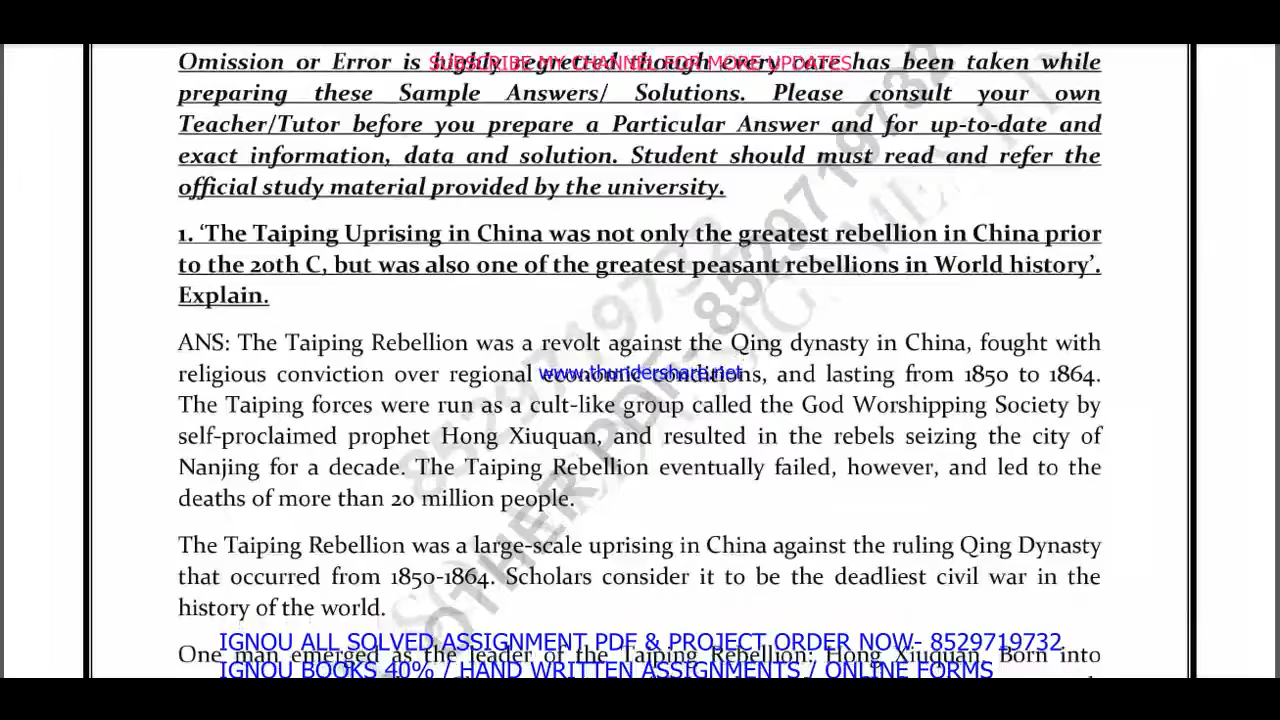 Omission or Error is highly regretted though every care has been taken while
SUBSCRIBE MY CHANNEL FOR MORE UPDATES
preparing these Sample Answers/ Solutions. Please consult your own
Teacher/Tutor before you prepare a Particular Answer and for up-to-date and
exact information, data and solution. Student should must read and refer the
official study material provided by the university.
1. ‘The Taiping Uprising in China was not only the greatest rebellion in China prior
to the 20th C, but was also one of the greatest peasant rebellions in World history’.
Explain.
ANS: The Taiping Rebellion was a revolt against the Qing dynasty in China, fought with
religious conviction over regional economic conditions, and lasting from 1850 to 1864.
www.thundershare.net
The Taiping forces were run as a cult-like group called the God Worshipping Society by
self-proclaimed prophet Hong Xiuquan, and resulted in the rebels seizing the city of
Nanjing for a decade. The Taiping Rebellion eventually failed, however, and led to the
deaths of more than 20 million people.
The Taiping Rebellion was a large-scale uprising in China against the ruling Qing Dynasty
that occurred from 1850-1864. Scholars consider it to be the deadliest civil war in the
history of the world.
IGNOU ALL SOLVED ASSIGNMENT PDF & PROJECT ORDER NOW- 8529719732
One man emerged as the leader of the Taiping Rebellion: Hong Xiuquan. Born into
IGNOU BOOKS 40% / HAND WRITTEN ASSIGNMENTS / ONLINE FORMS
OTHER PDF - 8529719732